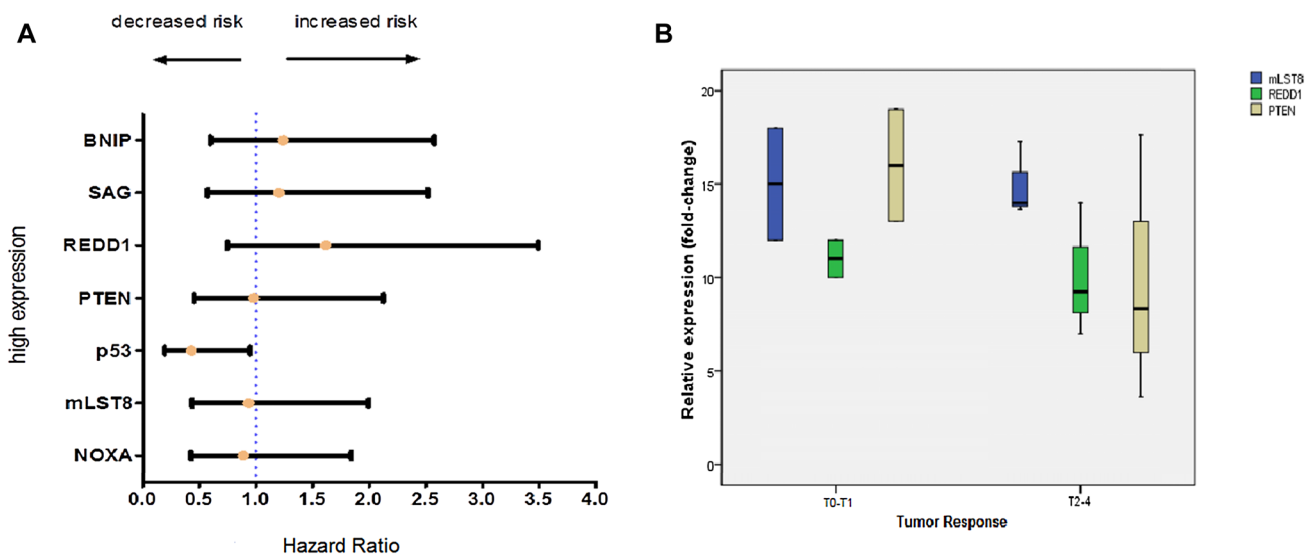 A
decreased risk
increased risk
high expression
BNIP
SAG
REDD1
PTEN
p53
mLST8
NOXA
0.0 0.5 1.0 1.5 2.0 2.5 3.0 3.5 4.0
Hazard Ratio
B
Relative expression (fold-change)
20
15
10
5
0
T0-T1 T2-4
Tumor Response
mLST8
REDD1
PTEN